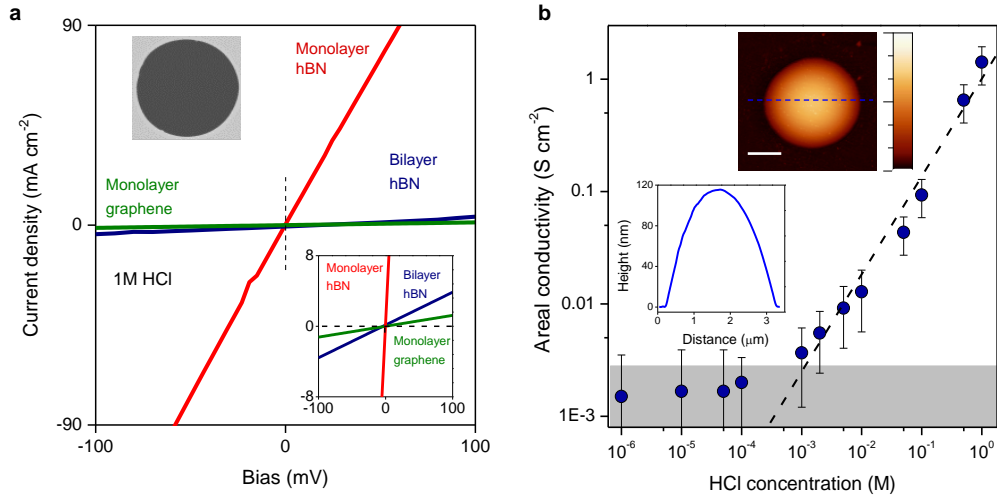 a
Current density (mA cm⁻²)
90
0
-90
-100
0
100
Bias (mV)
Monolayer
hBN
Bilayer
hBN
Monolayer
graphene
1M HCl
8
0
-8
-100
0
100
Monolayer
hBN
Bilayer
hBN
Monolayer
graphene
b
Areal conductivity (S cm⁻²)
1
0.1
0.01
1E-3
10⁻⁶
10⁻⁵
10⁻⁴
10⁻³
10⁻²
10⁻¹
10⁰
HCl concentration (M)
Height (nm)
120
80
40
0
0
1
2
3
Distance (μm)